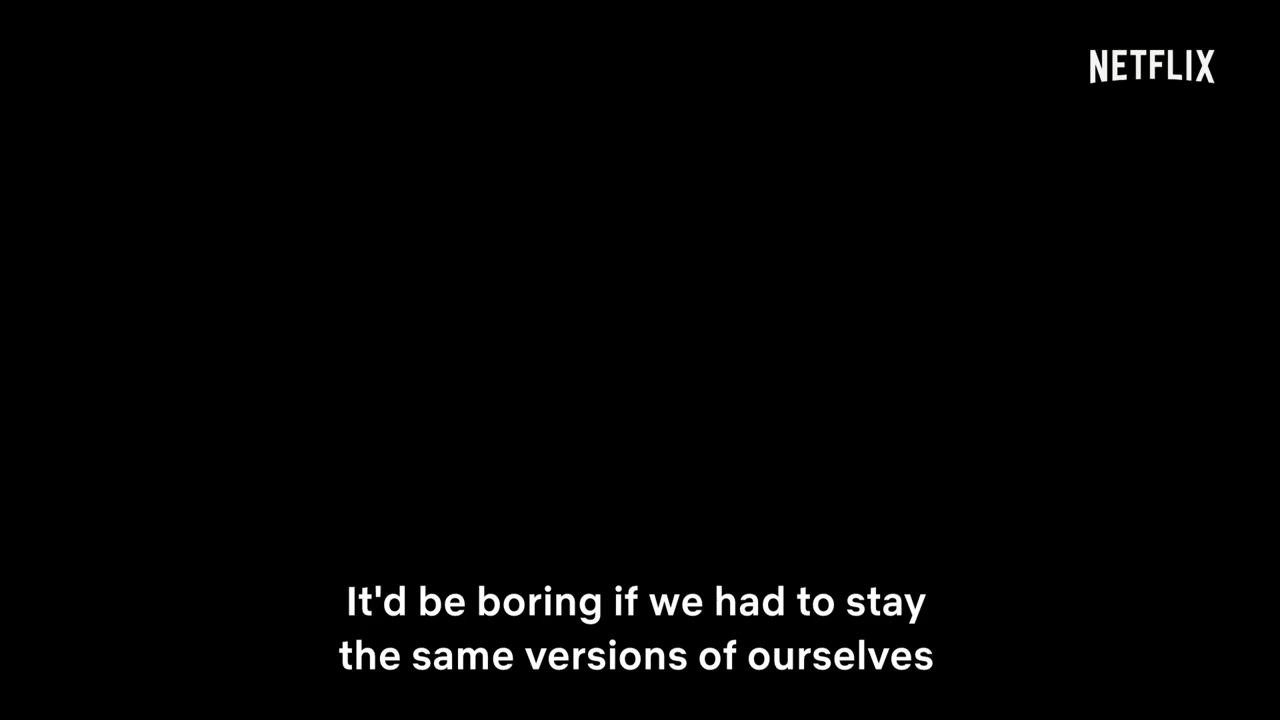 NETFLIX
It'd be boring if we had to stay
the same versions of ourselves